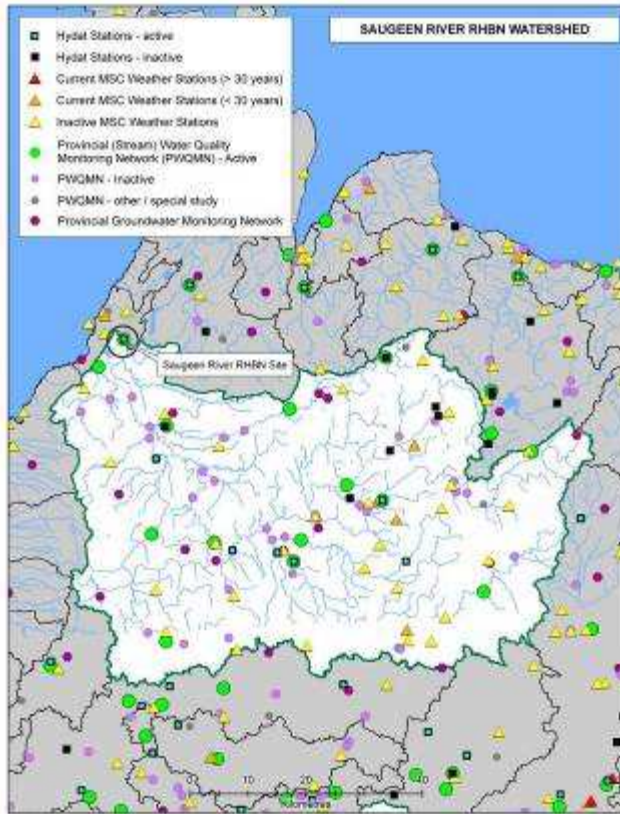 SAUGEEN RIVER RHBN WATERSHED
Hydat Stations - active
Hydat Stations - inactive
Current MSC Weather Stations (> 30 years)
Current MSC Weather Stations (< 30 years)
Inactive MSC Weather Stations
Provincial (Stream) Water Quality
Monitoring Network (PWQMN) - Active
PWQMN - Inactive
PWQMN - other / special study
Provincial Groundwater Monitoring Network
Saugeen River RHBN Site
0 10 20 40
Kilometres